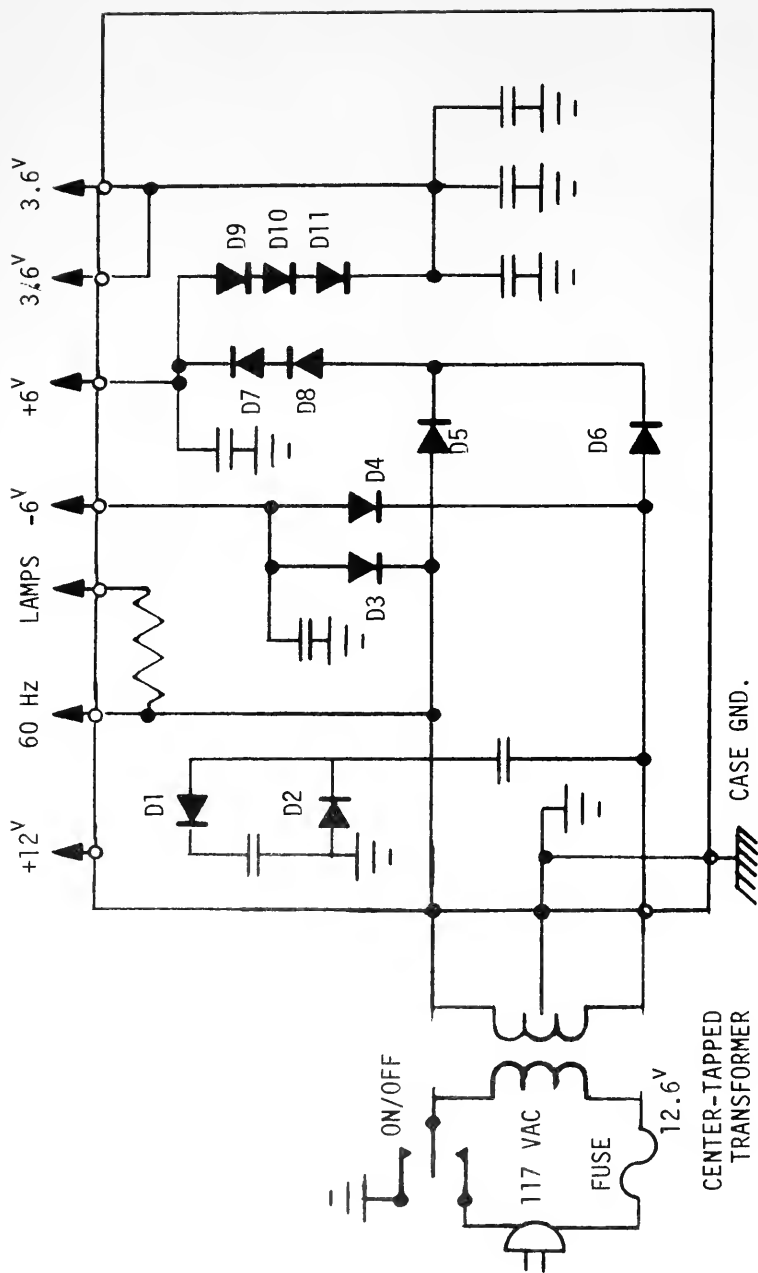 +12V
60 Hz
LAMPS
-6V
+6V
3.6V
3.6V
D1
D2
D3
D4
D5
D6
D7
D8
D9
D10
D11
ON/OFF
117 VAC
FUSE
12.6V
CENTER-TAPPED
TRANSFORMER
CASE GND.